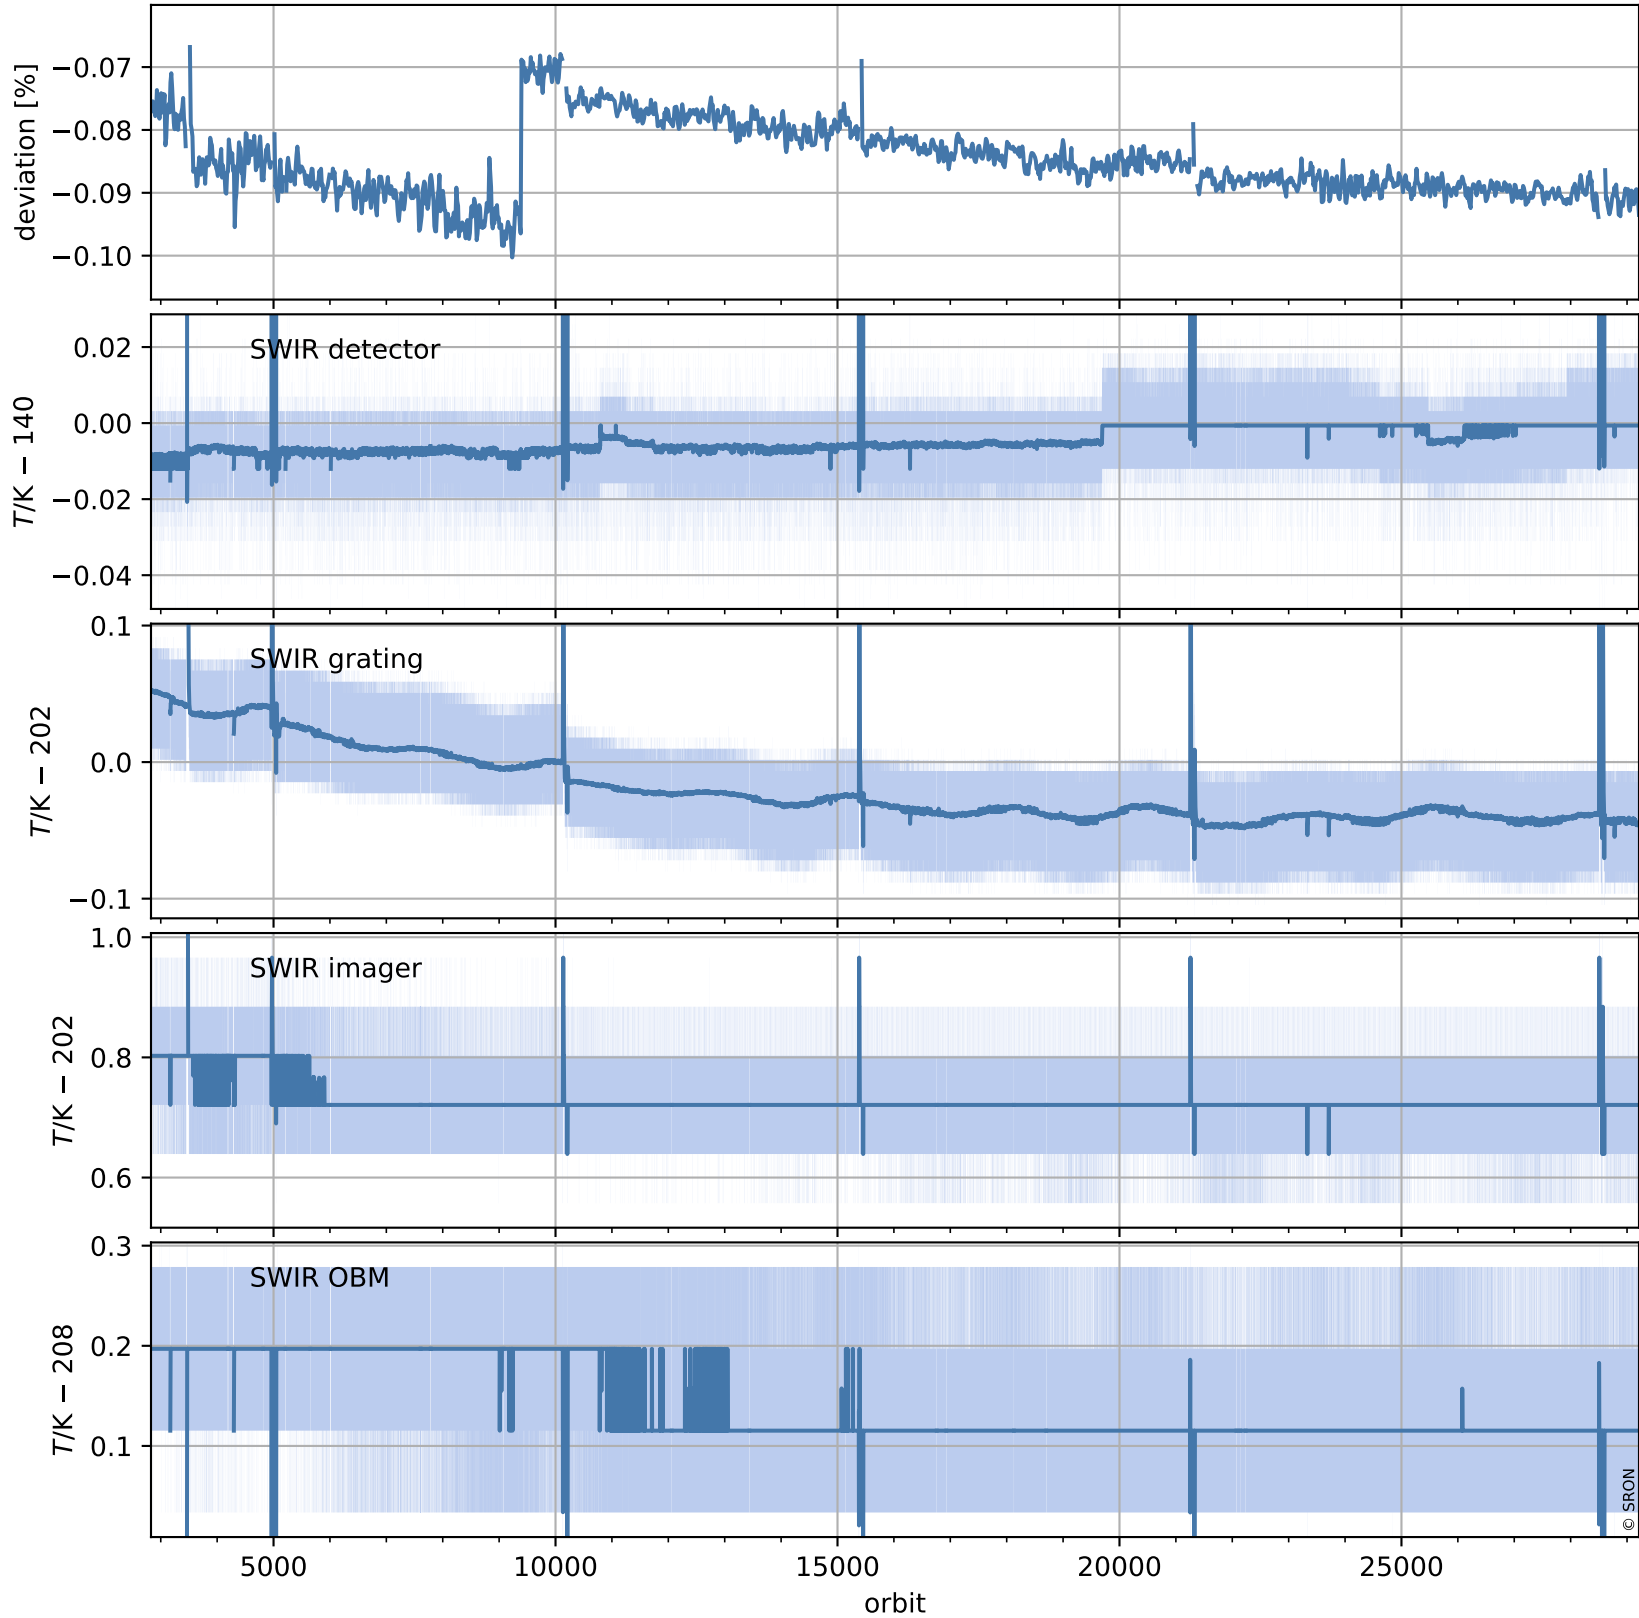 deviation [%]
−0.07
−0.08
−0.09
−0.10
SWIR detector
T/K − 140
0.02
0.00
−0.02
−0.04
SWIR grating
T/K − 202
0.1
0.0
−0.1
SWIR imager
T/K − 202
1.0
0.8
0.6
SWIR OBM
T/K − 208
0.3
0.2
0.1
© SRON
5000 10000 15000 20000 25000
orbit